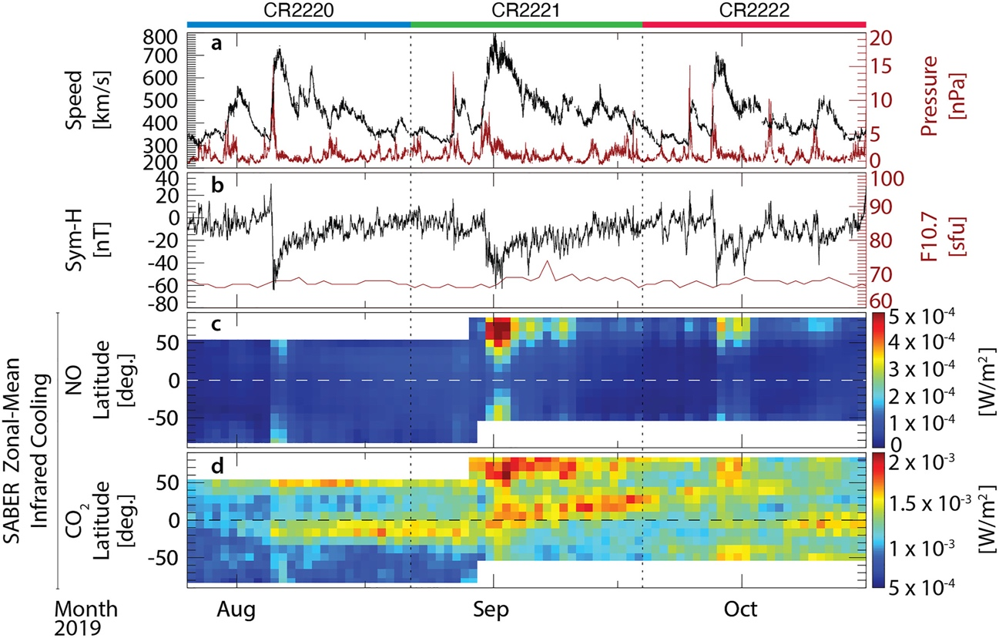 CR2220 CR2221 CR2222
a
Speed
[km/s]
800
700
600
500
400
300
200
20
15
10
5
0
Pressure
[nPa]
b
Sym-H
[nT]
40
20
0
-20
-40
-60
-80
100
90
80
70
60
F10.7
[sfu]
SABER Zonal-Mean
Infrared Cooling
c
NO
Latitude
[deg.]
50
0
-50
5 x 10-4
4 x 10-4
3 x 10-4
2 x 10-4
1 x 10-4
0
[W/m2]
d
CO2
Latitude
[deg.]
50
0
-50
2 x 10-3
1.5 x 10-3
1 x 10-3
5 x 10-4
[W/m2]
Month
2019
Aug Sep Oct